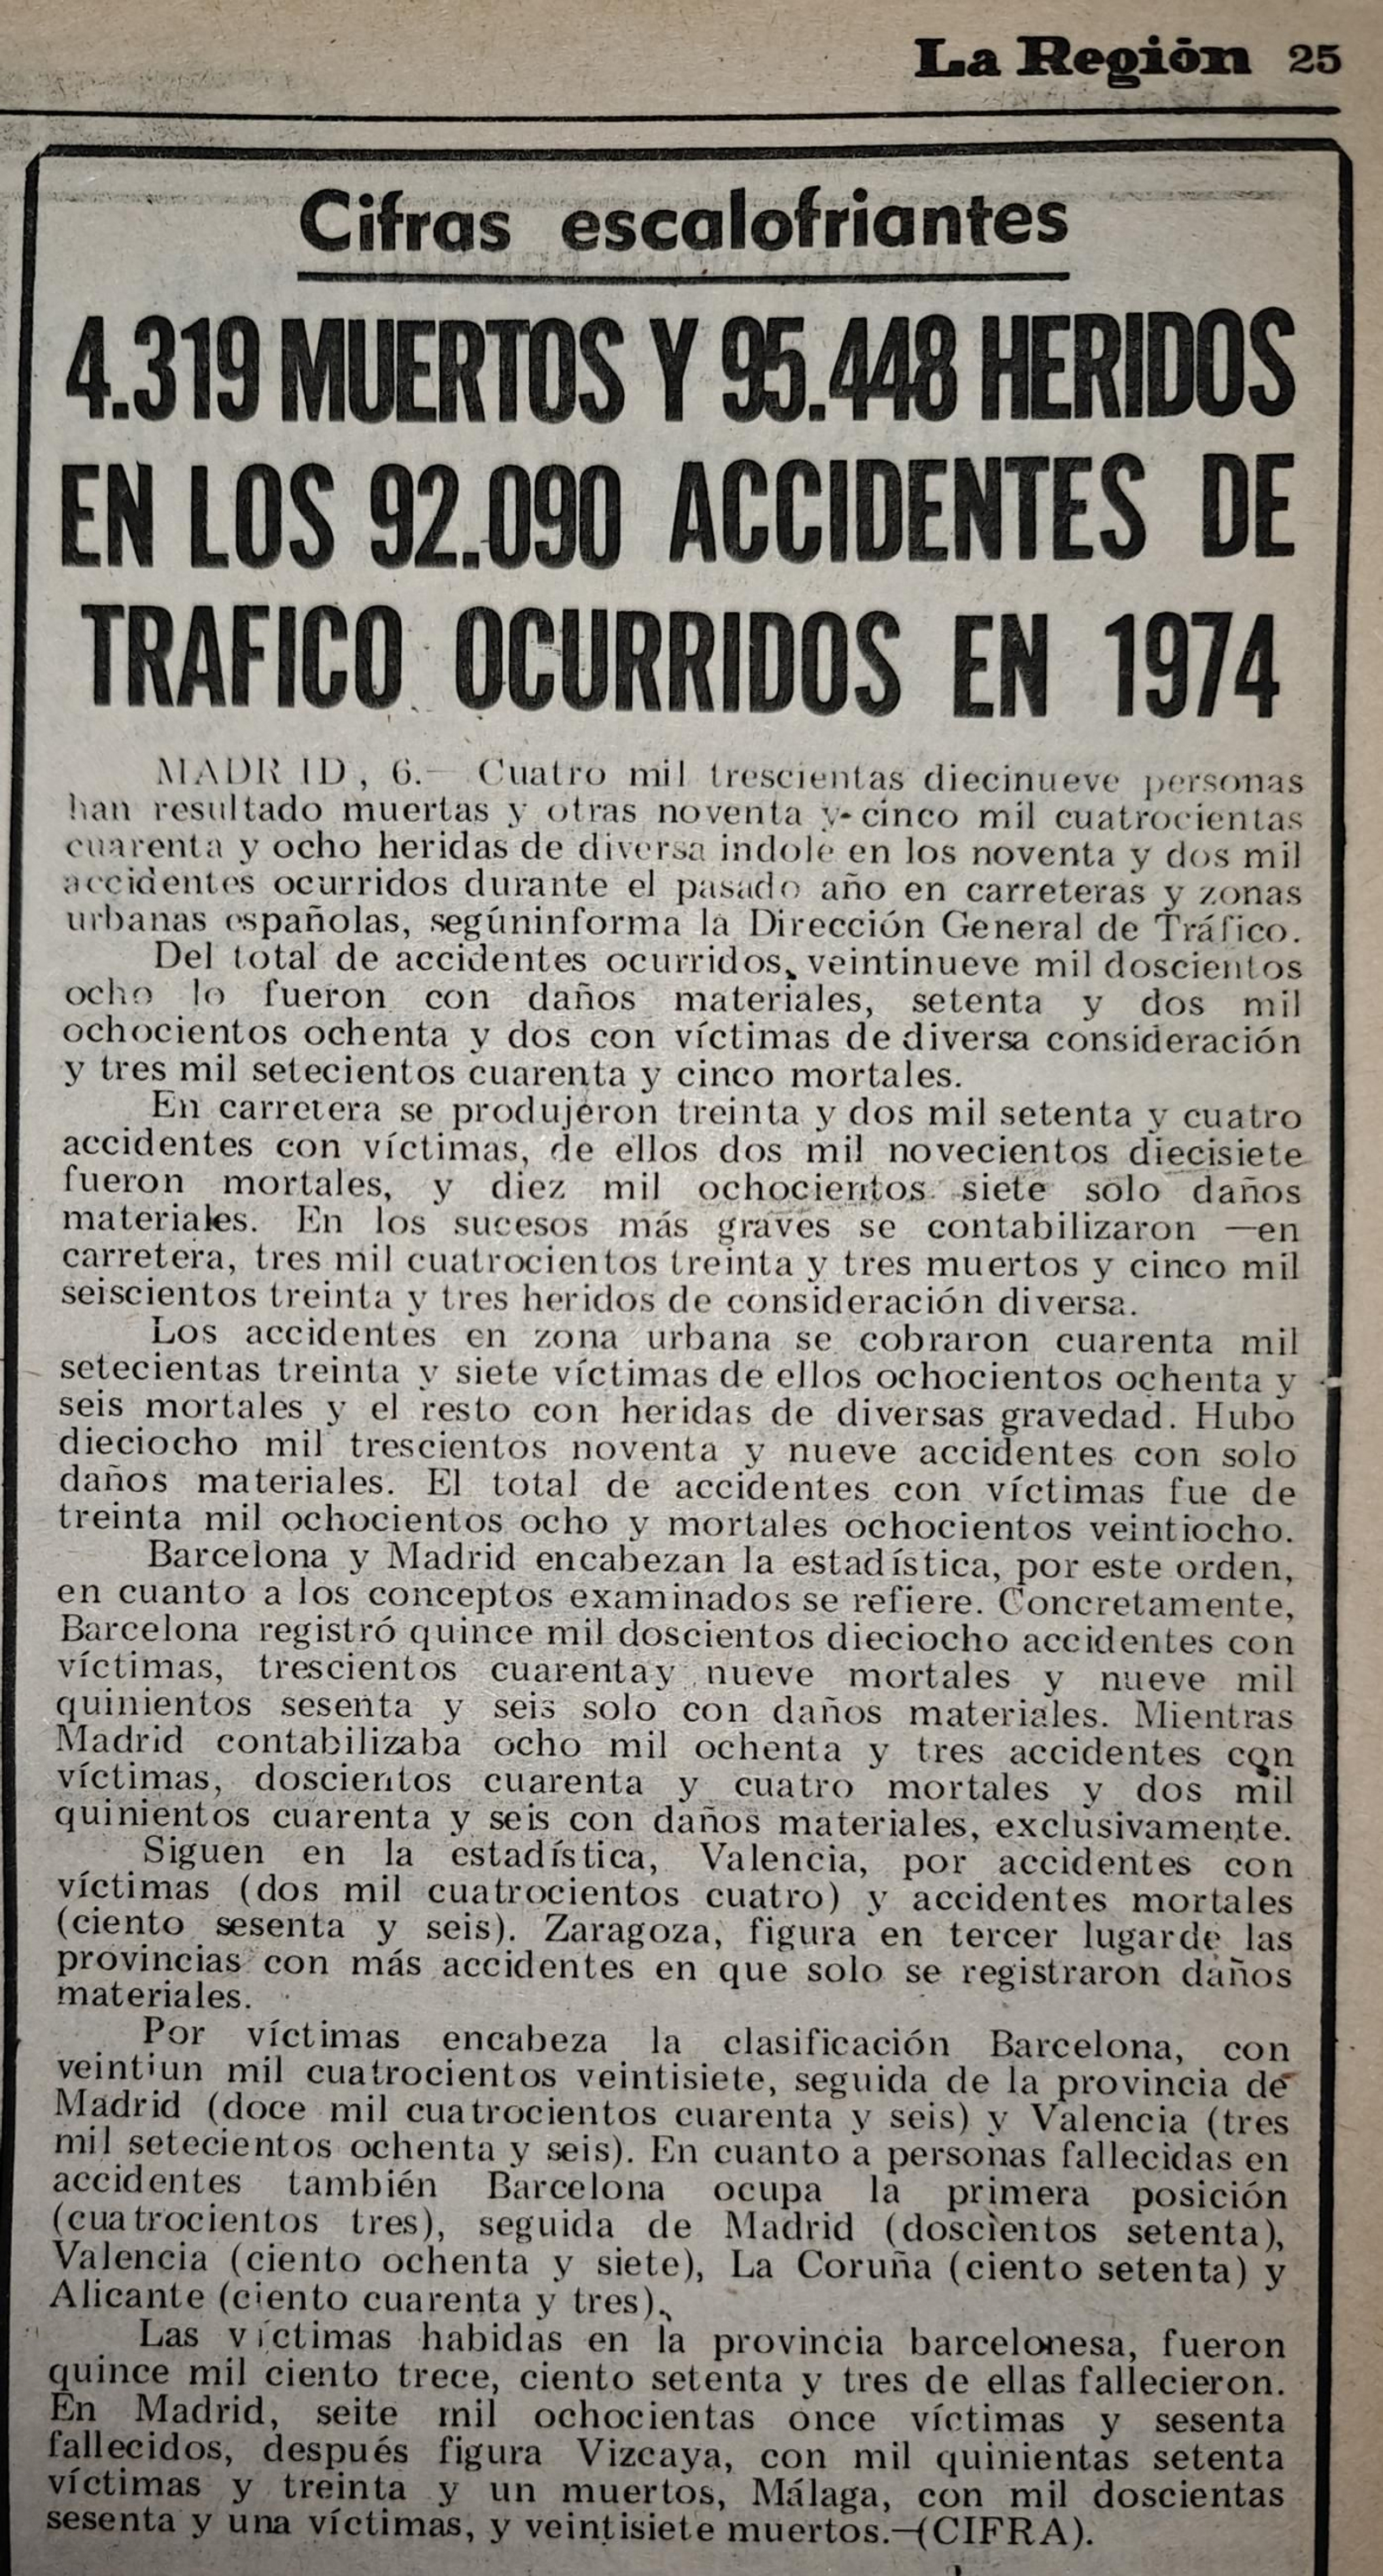 La Región 25
Cifras escalofriantes
4.319 MUERTOS Y 95.448 HERIDOS
EN LOS 92.090 ACCIDENTES DE
TRAFICO OCURRIDOS EN 1974
MADRID, 6.— Cuatro mil trescientas diecinueve personas
han resultado muertas y otras noventa y cinco mil cuatrocientas
cuarenta y ocho heridas de diversa indole en los noventa y dos mil
accidentes ocurridos durante el pasado año en carreteras y zonas
urbanas españolas, segúninforma la Dirección General de Tráfico.
Del total de accidentes ocurridos, veintinueve mil doscientos
ocho lo fueron con daños materiales, setenta y dos mil
ochocientos ochenta y dos con víctimas de diversa consideración
y tres mil setecientos cuarenta y cinco mortales.
En carretera se produjeron treinta y dos mil setenta y cuatro
accidentes con víctimas, de ellos dos mil novecientos diecisiete
fueron mortales, y diez mil ochocientos siete solo daños
materiales. En los sucesos más graves se contabilizaron —en
carretera, tres mil cuatrocientos treinta y tres muertos y cinco mil
seiscientos treinta y tres heridos de consideración diversa.
Los accidentes en zona urbana se cobraron cuarenta mil
setecientas treinta y siete víctimas de ellos ochocientos ochenta y
seis mortales y el resto con heridas de diversas gravedad. Hubo
dieciocho mil trescientos noventa y nueve accidentes con solo
daños materiales. El total de accidentes con víctimas fue de
treinta mil ochocientos ocho y mortales ochocientos veintiocho.
Barcelona y Madrid encabezan la estadística, por este orden,
en cuanto a los conceptos examinados se refiere. Concretamente,
Barcelona registró quince mil doscientos dieciocho accidentes con
víctimas, trescientos cuarentay nueve mortales y nueve mil
quinientos sesenta y seis solo con daños materiales. Mientras
Madrid contabilizaba ocho mil ochenta y tres accidentes con
víctimas, doscientos cuarenta y cuatro mortales y dos mil
quinientos cuarenta y seis con daños materiales, exclusivamente.
Siguen en la estadística, Valencia, por accidentes con
víctimas (dos mil cuatrocientos cuatro) y accidentes mortales
(ciento sesenta y seis). Zaragoza, figura en tercer lugarde las
provincias con más accidentes en que solo se registraron daños
materiales.
Por víctimas encabeza la clasificación Barcelona, con
veintiun mil cuatrocientos veintisiete, seguida de la provincia de
Madrid (doce mil cuatrocientos cuarenta y seis) y Valencia (tres
mil setecientos ochenta y seis). En cuanto a personas fallecidas en
accidentes también Barcelona ocupa la primera posición
(cuatrocientos tres), seguida de Madrid (doscientos setenta),
Valencia (ciento ochenta y siete), La Coruña (ciento setenta) y
Alicante (ciento cuarenta y tres).
Las víctimas habidas en la provincia barcelonesa, fueron
quince mil ciento trece, ciento setenta y tres de ellas fallecieron.
En Madrid, seite mil ochocientas once víctimas y sesenta
fallecidos, después figura Vizcaya, con mil quinientas setenta
víctimas y treinta y un muertos, Málaga, con mil doscientas
sesenta y una víctimas, y veintisiete muertos.—(CIFRA).